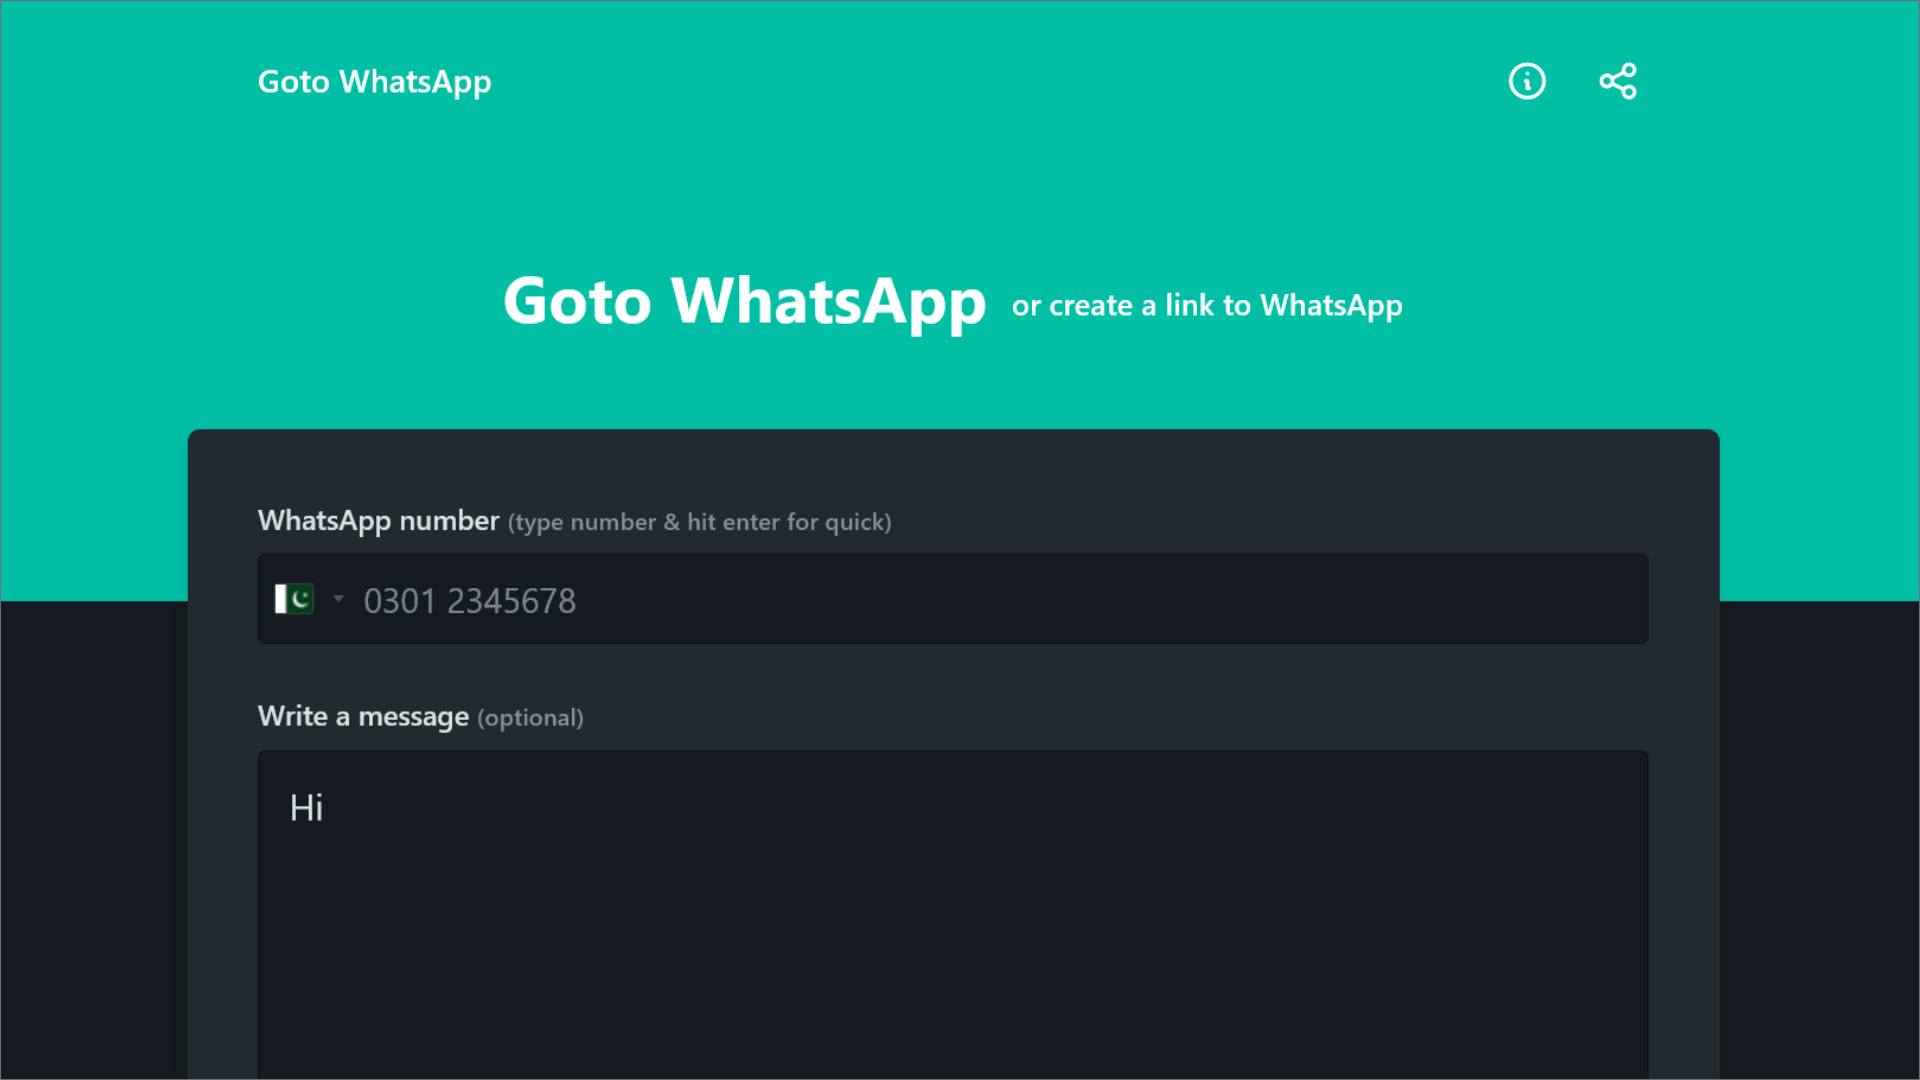 Goto WhatsApp
Goto WhatsApp or create a link to WhatsApp
WhatsApp number (type number & hit enter for quick)
0301 2345678
Write a message (optional)
Hi